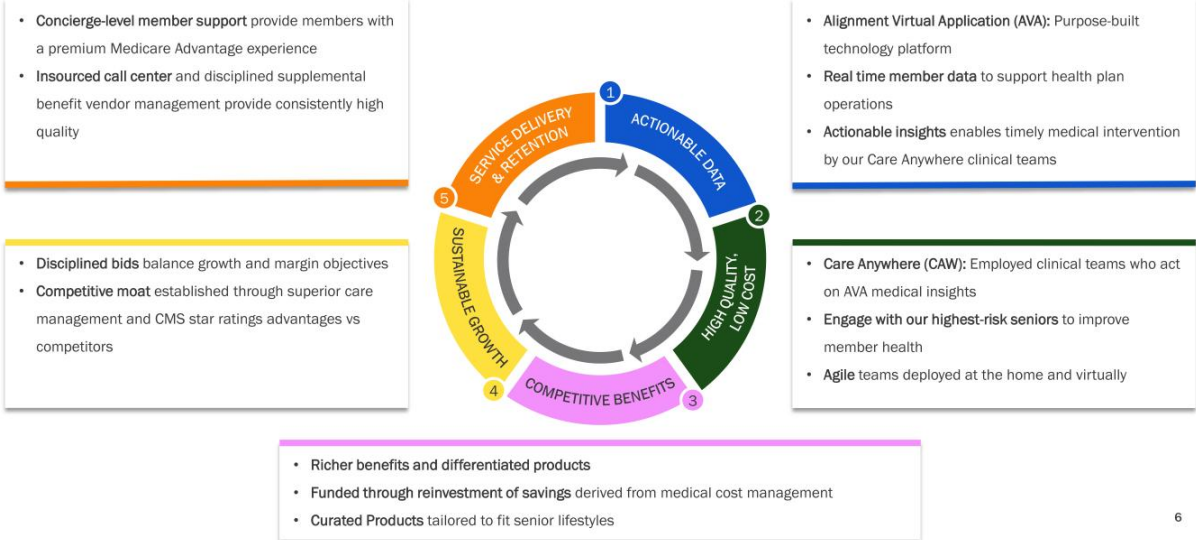 • Concierge-level member support provide members with
a premium Medicare Advantage experience
• Insourced call center and disciplined supplemental
benefit vendor management provide consistently high
quality
• Alignment Virtual Application (AVA): Purpose-built
technology platform
• Real time member data to support health plan
operations
• Actionable insights enables timely medical intervention
by our Care Anywhere clinical teams
1
ACTIONABLE DATA
2
HIGH QUALITY,
LOW COST
3
COMPETITIVE BENEFITS
4
SUSTAINABLE GROWTH
5
SERVICE DELIVERY
& RETENTION
• Disciplined bids balance growth and margin objectives
• Competitive moat established through superior care
management and CMS star ratings advantages vs
competitors
• Care Anywhere (CAW): Employed clinical teams who act
on AVA medical insights
• Engage with our highest-risk seniors to improve
member health
• Agile teams deployed at the home and virtually
• Richer benefits and differentiated products
• Funded through reinvestment of savings derived from medical cost management
• Curated Products tailored to fit senior lifestyles
6